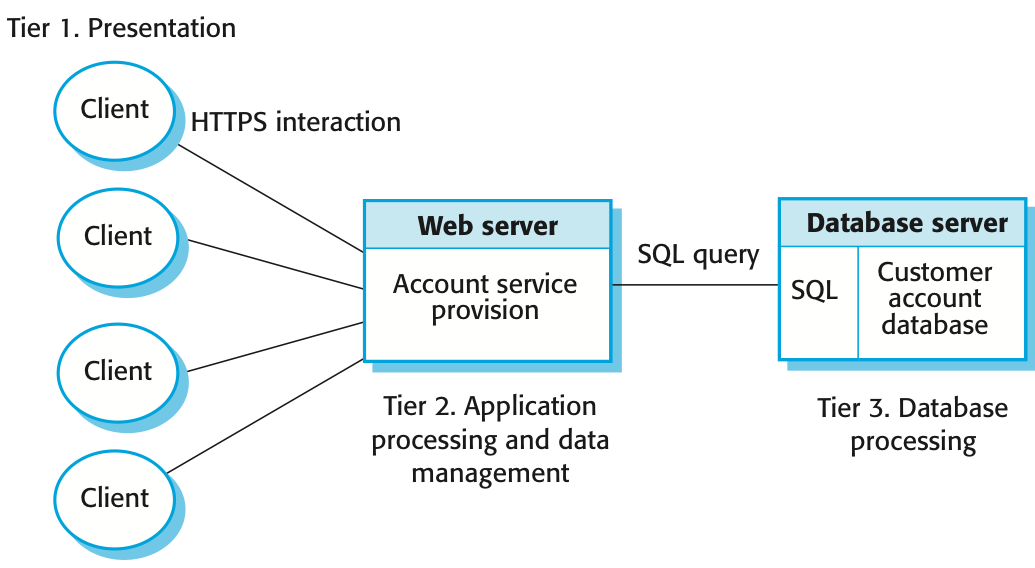 Tier 1. Presentation
Client
HTTPS interaction
Client
Client
Client
Web server
Account service
provision
Tier 2. Application
processing and data
management
SQL query
Database server
SQL
Customer
account
database
Tier 3. Database
processing